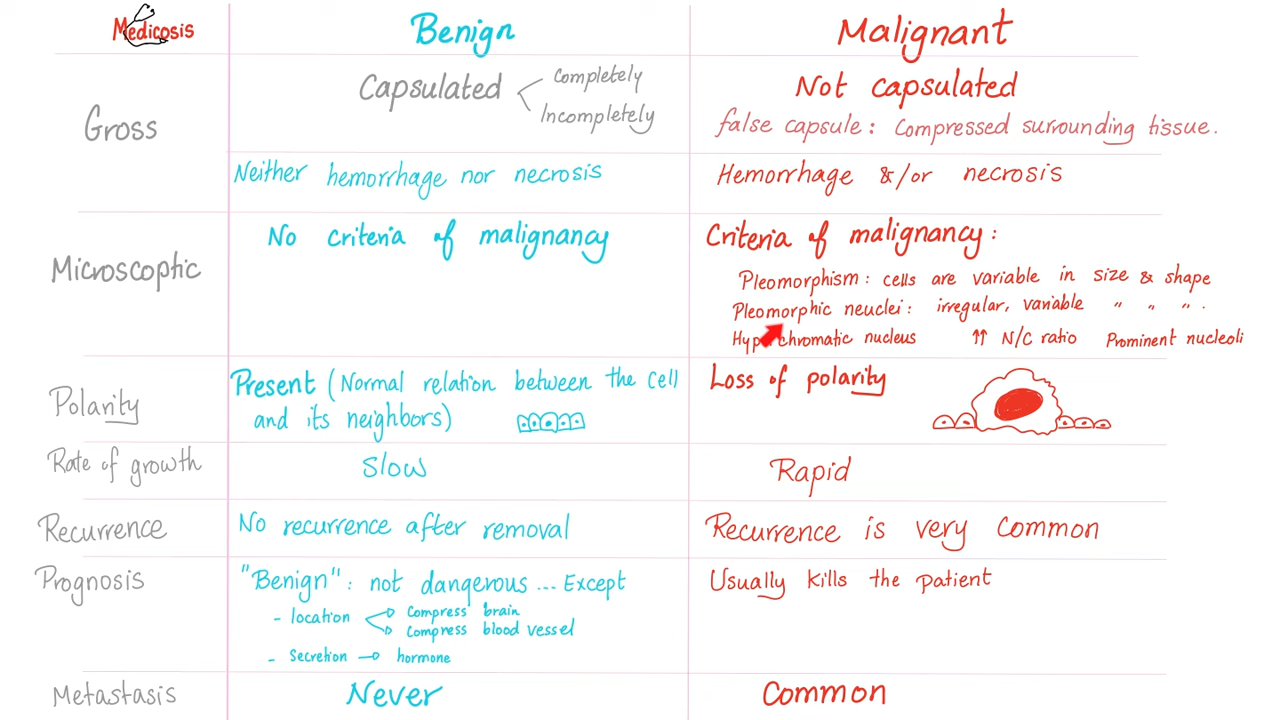 Medicosis
Benign
Malignant
Gross
Capsulated
Completely
Incompletely
Not capsulated
false capsule: Compressed surrounding tissue.
Neither hemorrhage nor necrosis
Hemorrhage &/or necrosis
Microscoptic
No criteria of malignancy
Criteria of malignancy:
Pleomorphism: cells are variable in size & shape
Pleomorphic neuclei: irregular, variable " " ".
chromatic nucleus ↑↑ N/C ratio Prominent nucleoli
Polarity
Present (Normal relation between the cell
and its neighbors)
Loss of polarity
Rate of growth
Slow
Rapid
Recurrence
No recurrence after removal
Recurrence is very common
Prognosis
"Benign": not dangerous ... Except
- location → Compress brain
→ Compress blood vessel
- Secretion → hormone
Usually kills the patient
Metastasis
Never
Common